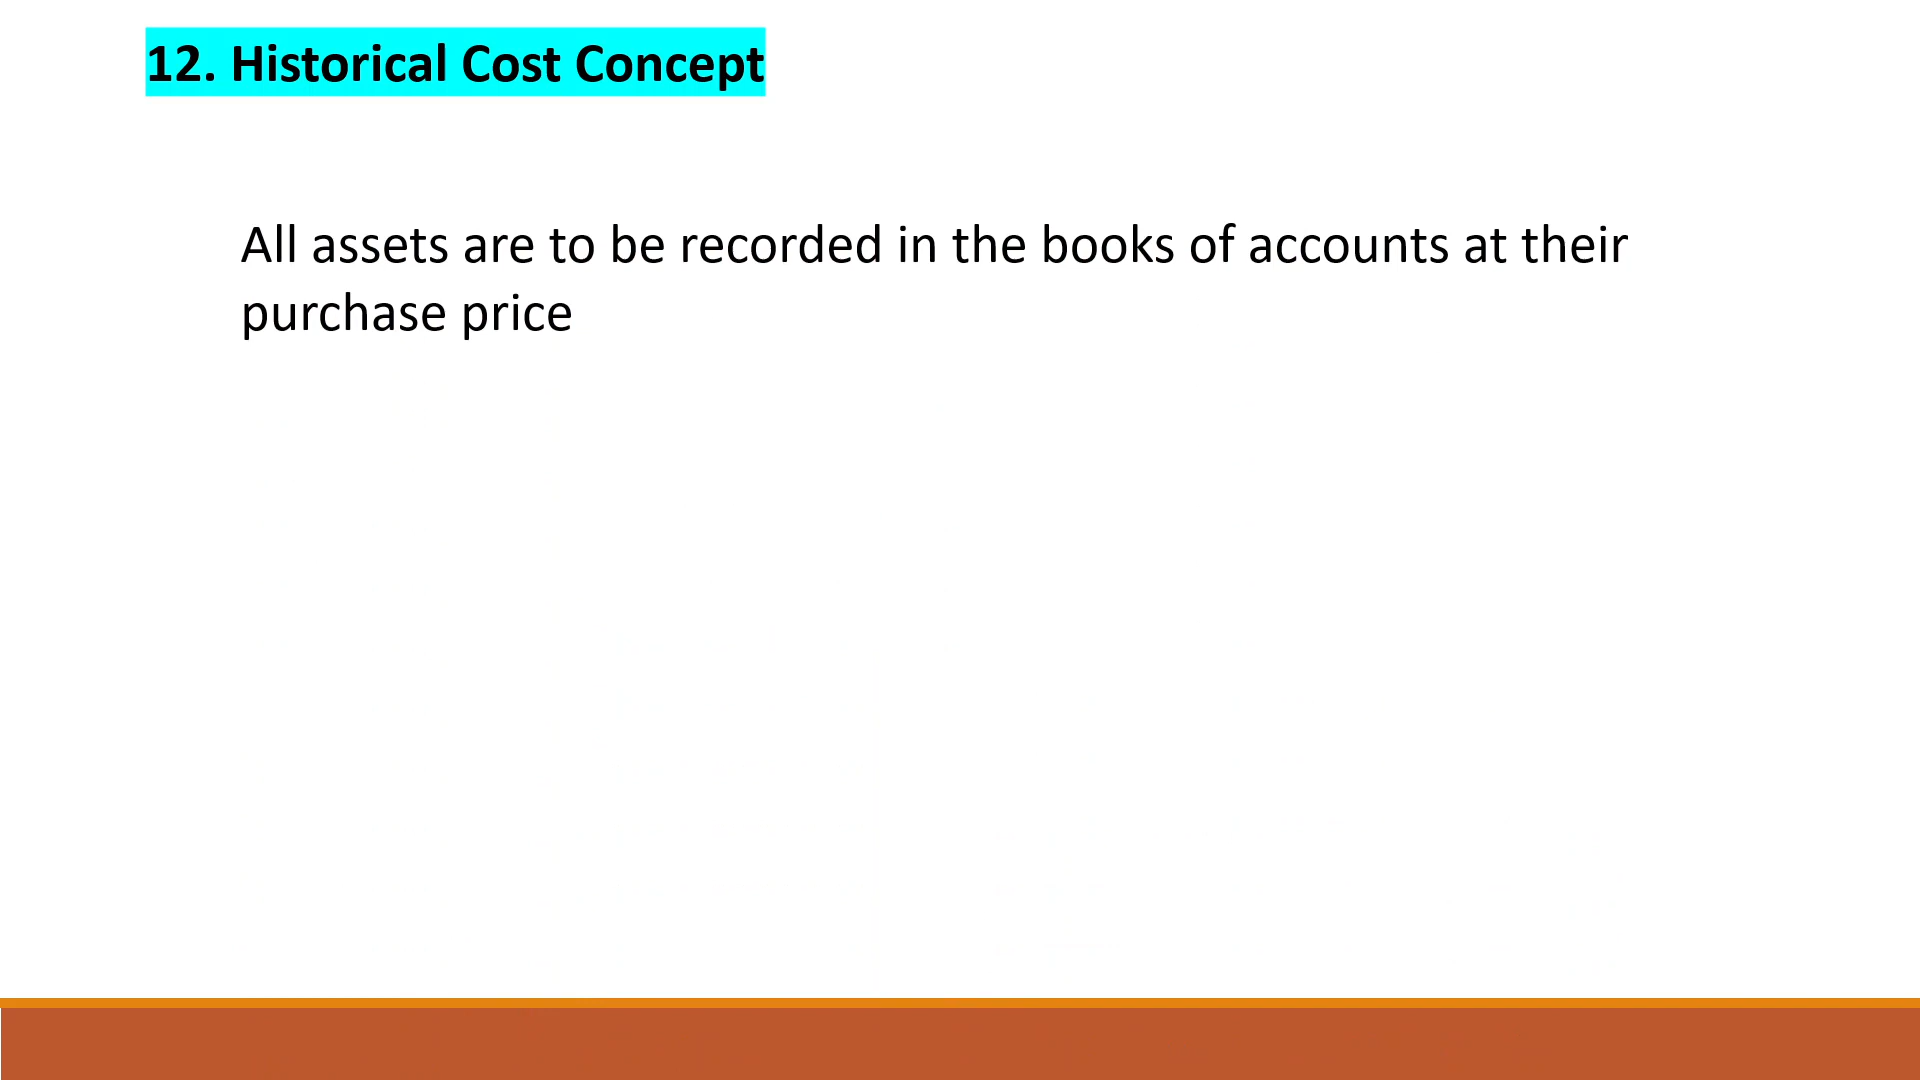 12. Historical Cost Concept
All assets are to be recorded in the books of accounts at their
purchase price